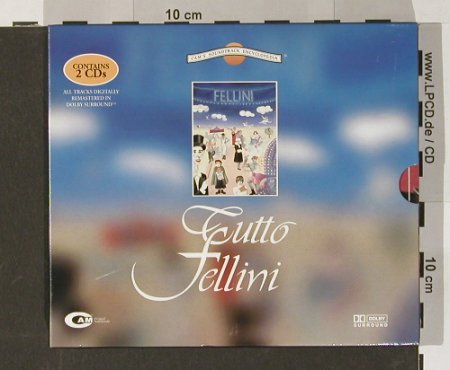 10 cm
CAM'S SOUNDTRACK ENCYCLOPEDIA
CONTAINS
2 CDs
ALL TRACKS DIGITALLY
REMASTERED IN
DOLBY SURROUND™
FELLINI
Tutto
Fellini
CAM
DOLBY
SURROUND
www.LPCD.de / CD
10 cm